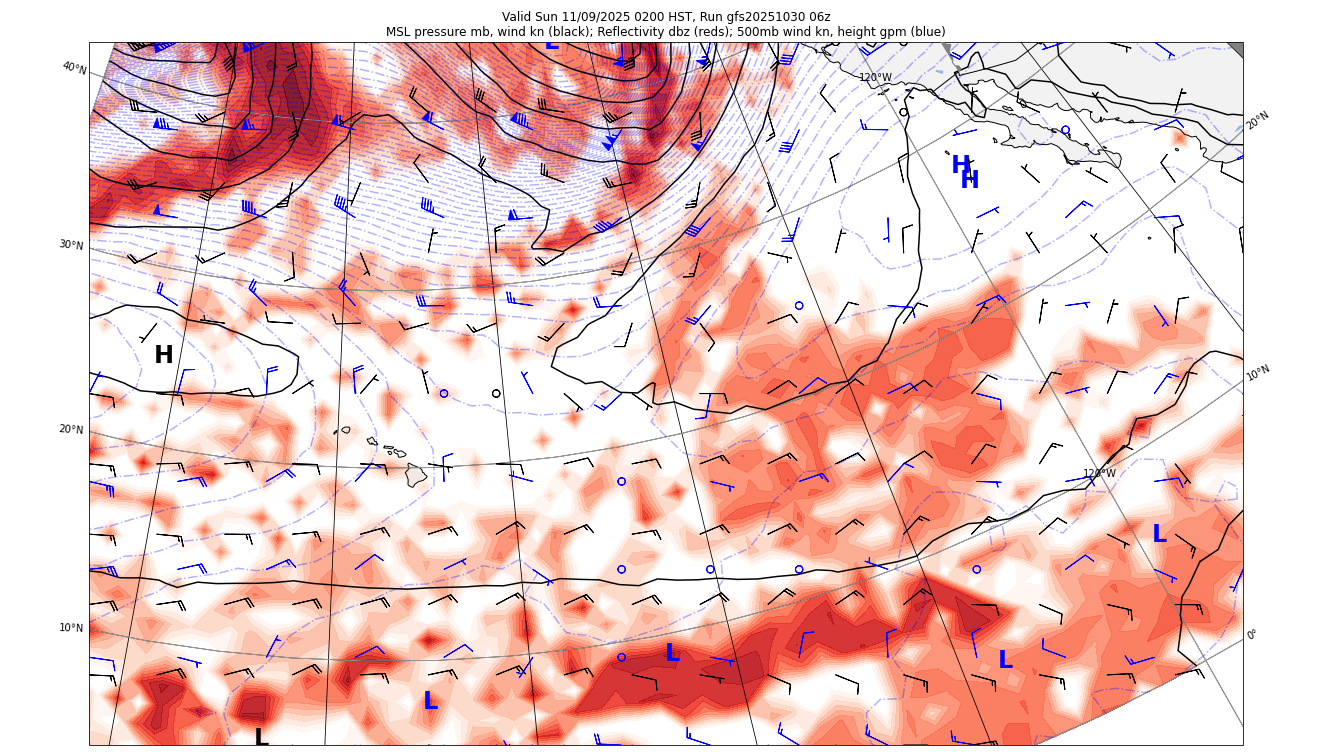 Valid Sun 11/09/2025 0200 HST, Run gfs20251030 06z
MSL pressure mb, wind kn (black); Reflectivity dbz (reds); 500mb wind kn, height gpm (blue)
L
40°N
120°W
20°N
H
H
30°N
H
10°N
20°N
120°W
L
10°N
0°
L
L
L
L